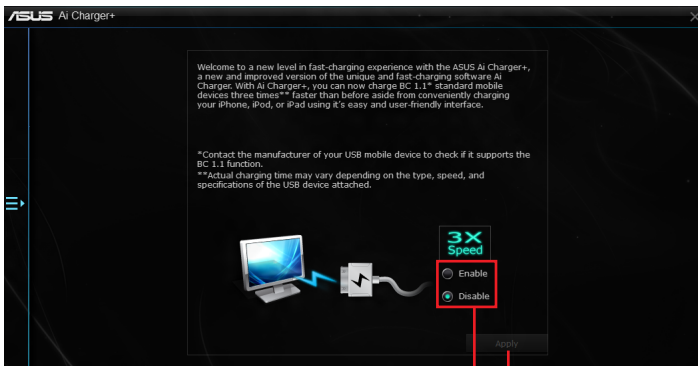 ASUS Ai Charger+
Welcome to a new level in fast-charging experience with the ASUS Ai Charger+,
a new and improved version of the unique and fast-charging software Ai
Charger. With Ai Charger+, you can now charge BC 1.1* standard mobile
devices three times** faster than before aside from conveniently charging
your iPhone, iPod, or iPad using it's easy and user-friendly interface.
*Contact the manufacturer of your USB mobile device to check if it supports the
BC 1.1 function.
**Actual charging time may vary depending on the type, speed, and
specifications of the USB device attached.
3X
Speed
Enable
Disable
Apply